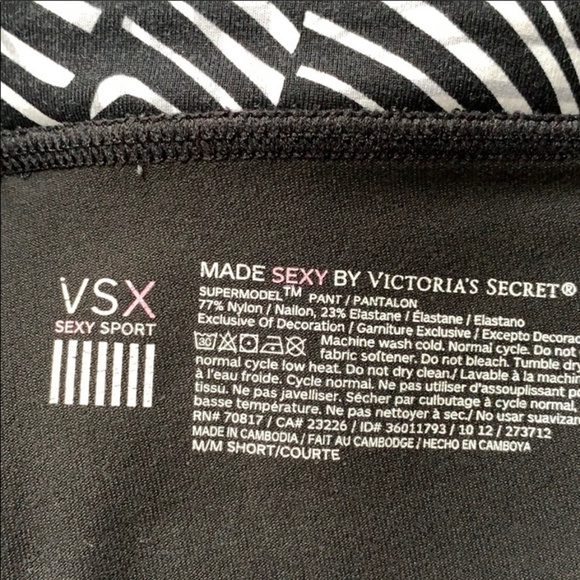 VSX
SEXY SPORT
MADE SEXY BY VICTORIA'S SECRET®
SUPERMODEL™ PANT / PANTALON
77% Nylon / Nailon, 23% Elastane / Élastane / Elastano
Exclusive Of Decoration / Garniture Exclusive / Excepto Decorac
30 Machine wash cold. Normal cycle. Do not
fabric softener. Do not bleach. Tumble dry
normal cycle low heat. Do not dry clean./ Lavable à la machin
à l'eau froide. Cycle normal. Ne pas utiliser d'assouplissant po
tissu. Ne pas javelliser. Sécher par culbutage à cycle normal
basse température. Ne pas nettoyer à sec./ No usar suavizan
RN# 70817 / CA# 23226 / ID# 36011793 / 10 12 / 273712
MADE IN CAMBODIA / FAIT AU CAMBODGE / HECHO EN CAMBOYA
M/M SHORT/COURTE